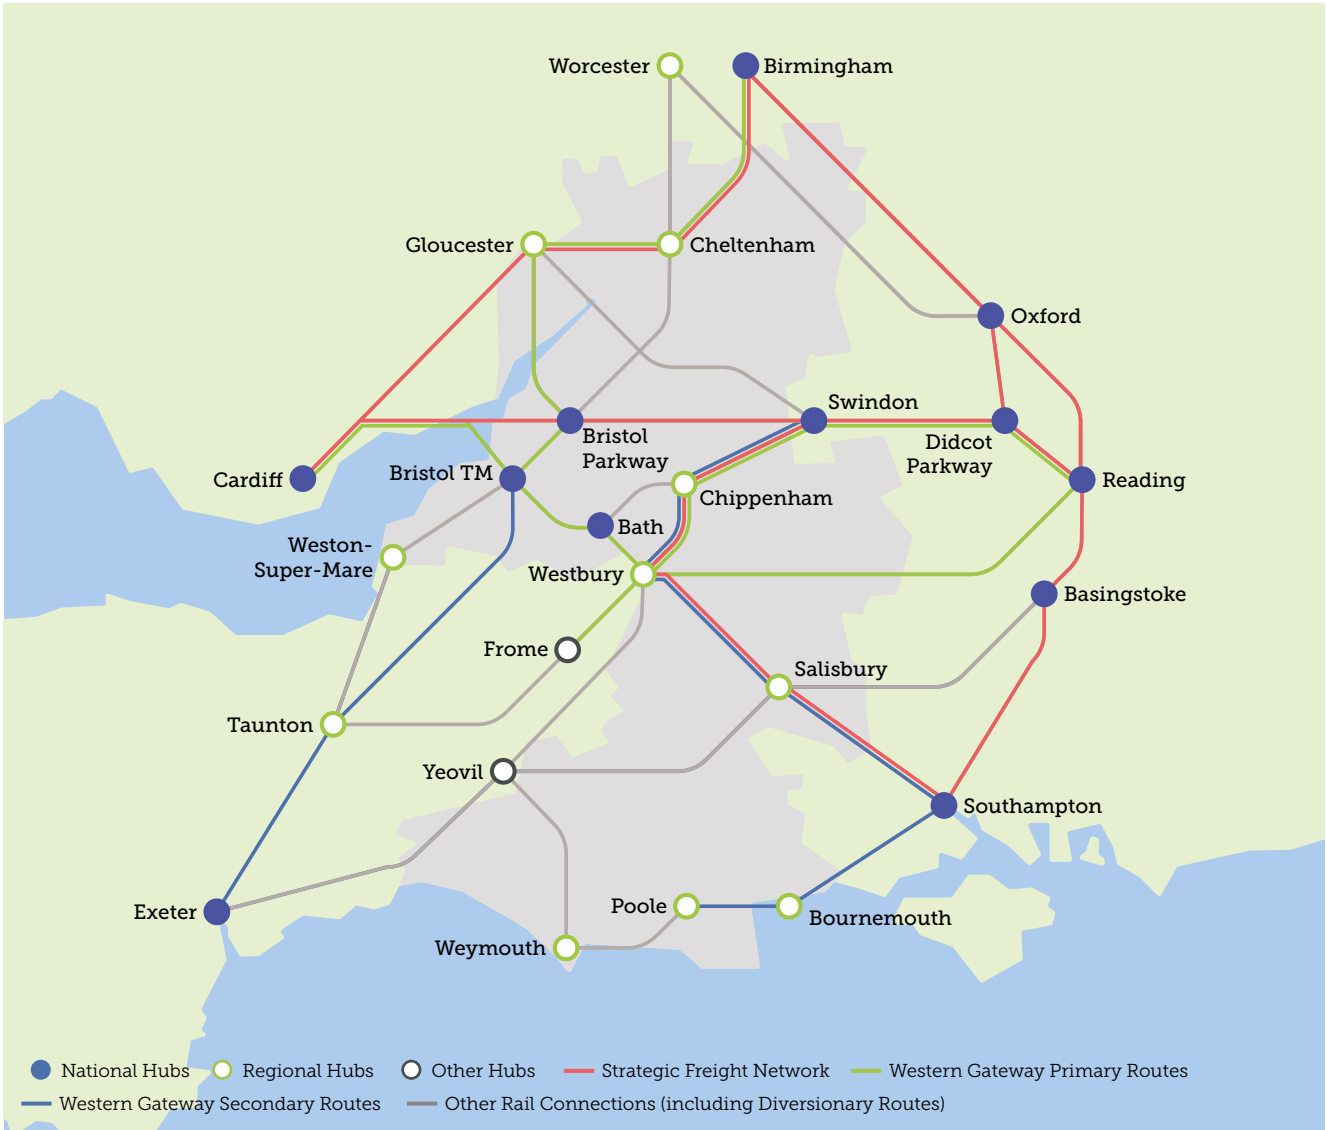 Worcester
Birmingham
Gloucester
Cheltenham
Oxford
Swindon
Bristol
Parkway
Didcot
Parkway
Cardiff
Bristol TM
Chippenham
Reading
Bath
Weston-
Super-Mare
Westbury
Basingstoke
Frome
Salisbury
Taunton
Yeovil
Southampton
Exeter
Poole
Bournemouth
Weymouth
National Hubs
Regional Hubs
Other Hubs
Strategic Freight Network
Western Gateway Primary Routes
Western Gateway Secondary Routes
Other Rail Connections (including Diversionary Routes)